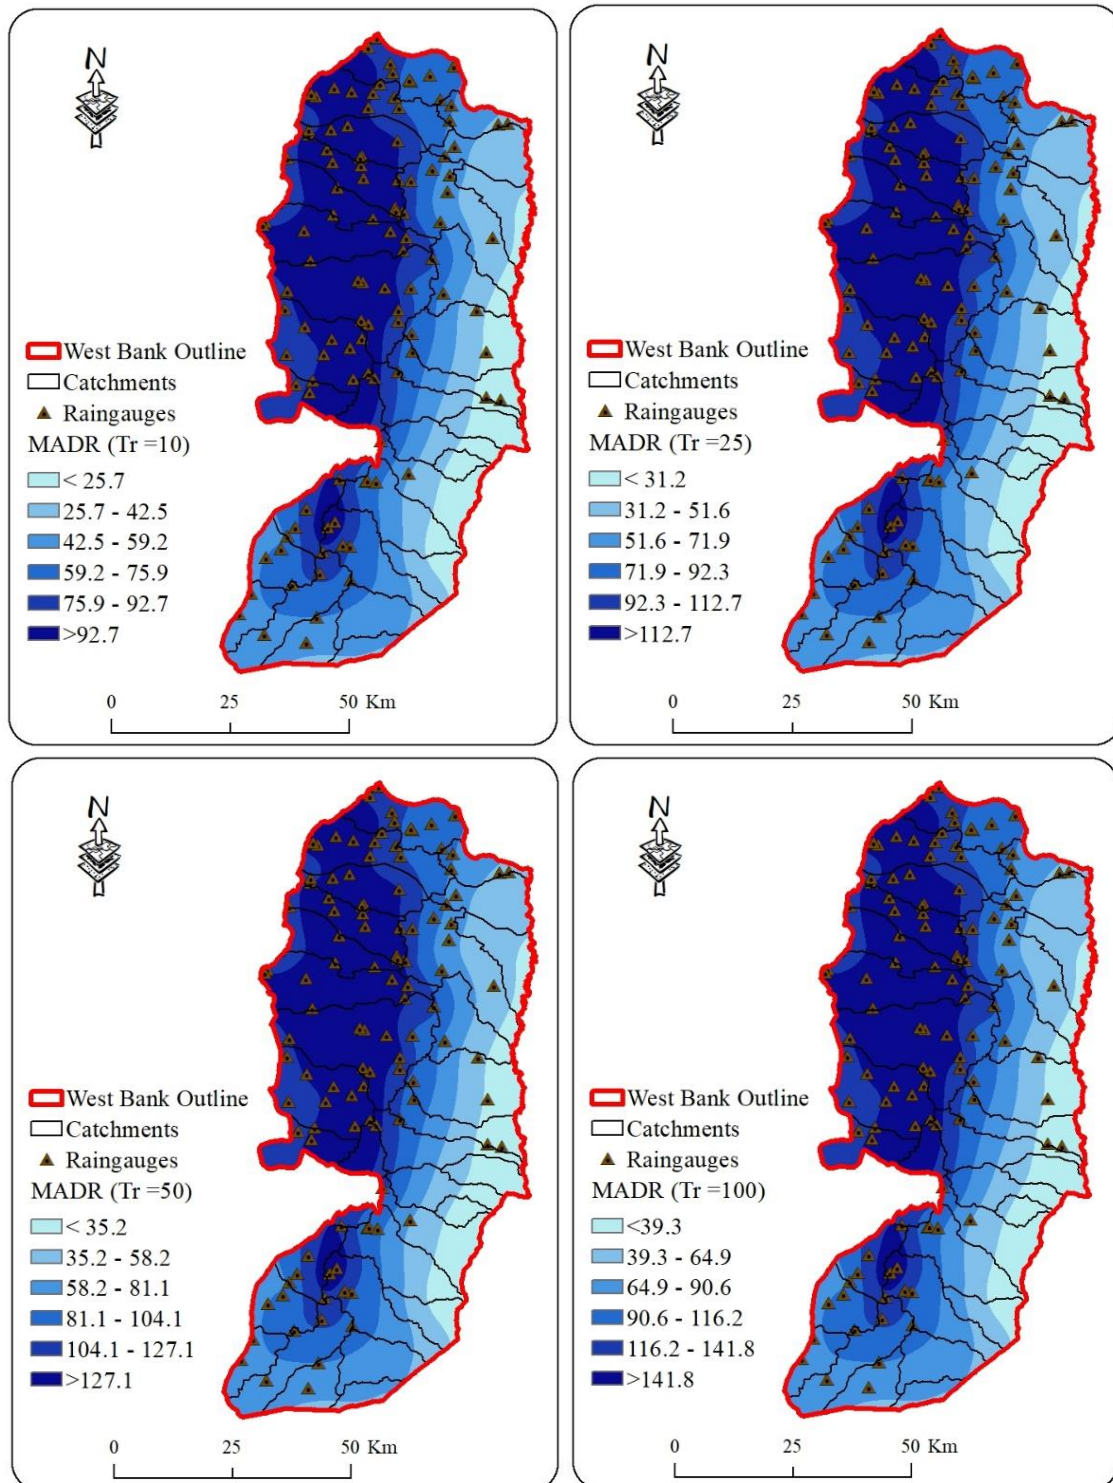 N
West Bank Outline
Catchments
Raingauges
MADR (Tr =10)
< 25.7
25.7 - 42.5
42.5 - 59.2
59.2 - 75.9
75.9 - 92.7
>92.7
0 25 50 Km
N
West Bank Outline
Catchments
Raingauges
MADR (Tr =25)
< 31.2
31.2 - 51.6
51.6 - 71.9
71.9 - 92.3
92.3 - 112.7
>112.7
0 25 50 Km
N
West Bank Outline
Catchments
Raingauges
MADR (Tr =50)
< 35.2
35.2 - 58.2
58.2 - 81.1
81.1 - 104.1
104.1 - 127.1
>127.1
0 25 50 Km
N
West Bank Outline
Catchments
Raingauges
MADR (Tr =100)
<39.3
39.3 - 64.9
64.9 - 90.6
90.6 - 116.2
116.2 - 141.8
>141.8
0 25 50 Km